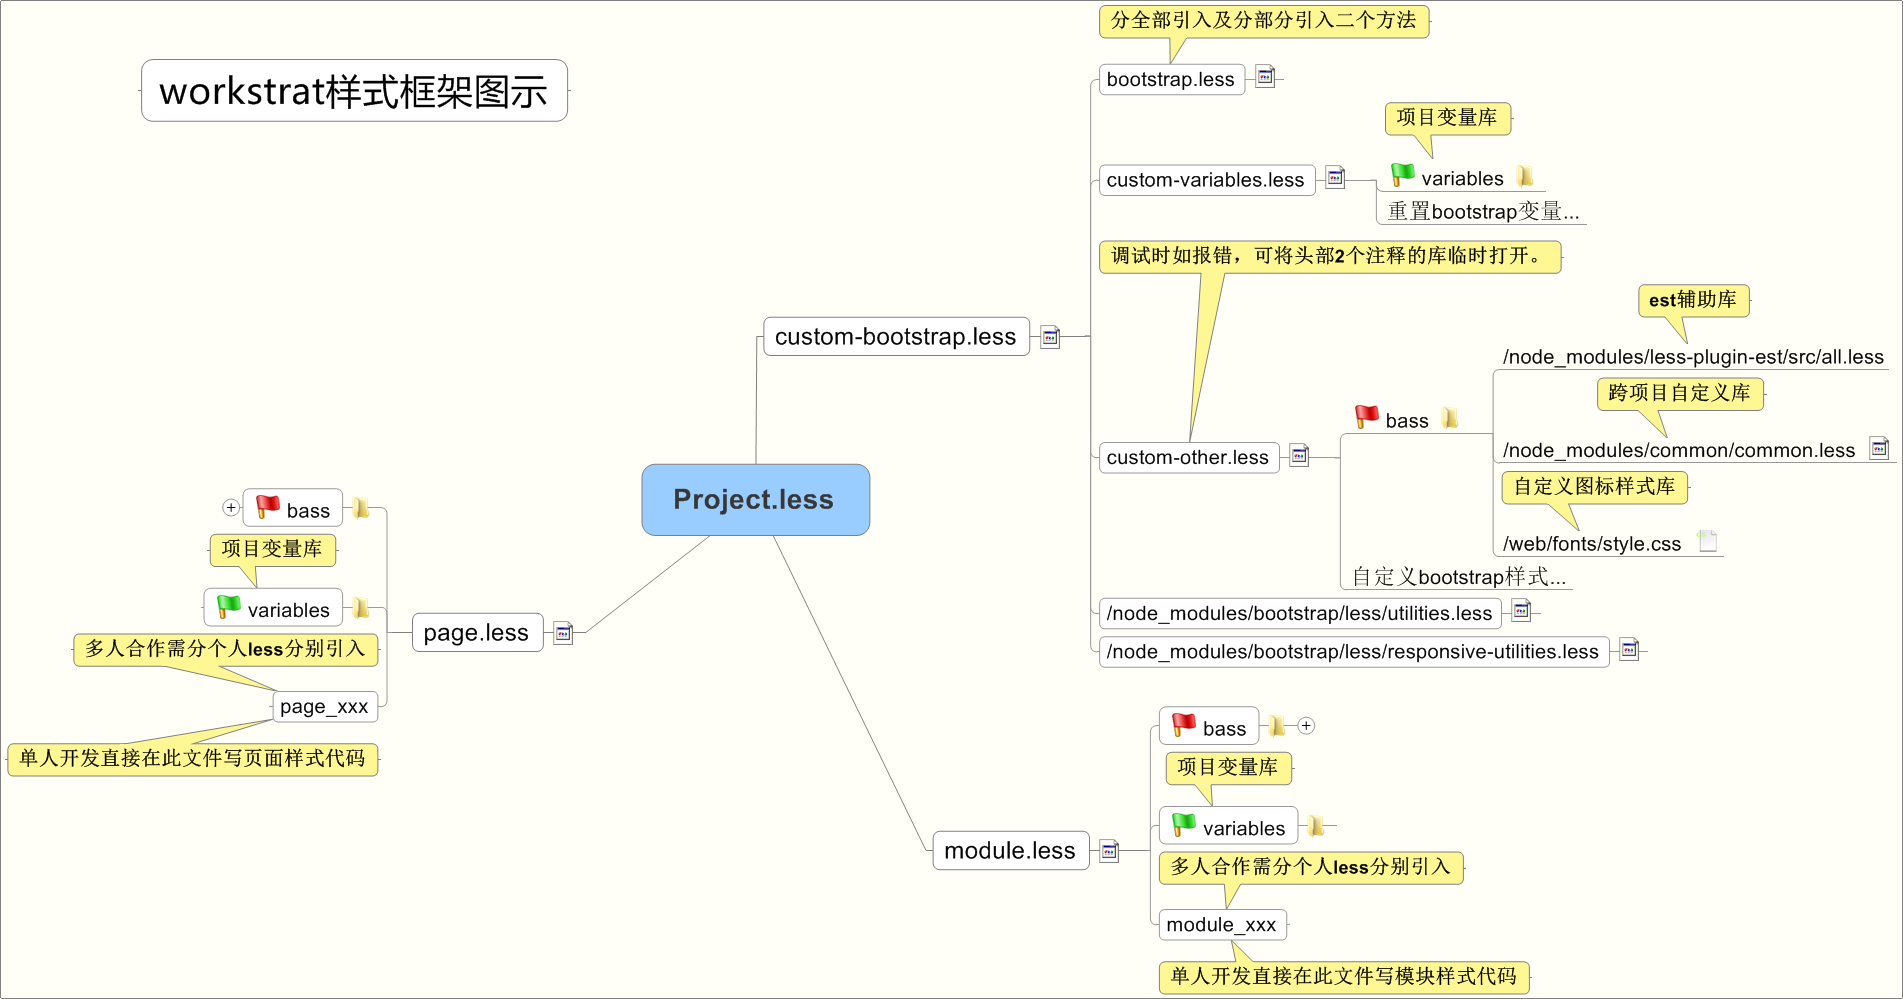 workstrat样式框架图示
分全部引入及分部分引入二个方法
bootstrap.less
项目变量库
custom-variables.less
variables
重置bootstrap变量...
调试时如报错，可将头部2个注释的库临时打开。
est辅助库
custom-bootstrap.less
/node_modules/less-plugin-est/src/all.less
跨项目自定义库
bass
/node_modules/common/common.less
custom-other.less
自定义图标样式库
/web/fonts/style.css
自定义bootstrap样式...
/node_modules/bootstrap/less/utilities.less
/node_modules/bootstrap/less/responsive-utilities.less
Project.less
bass
项目变量库
variables
page.less
多人合作需分个人less分别引入
page_xxx
单人开发直接在此文件写页面样式代码
bass
项目变量库
variables
module.less
多人合作需分个人less分别引入
module_xxx
单人开发直接在此文件写模块样式代码